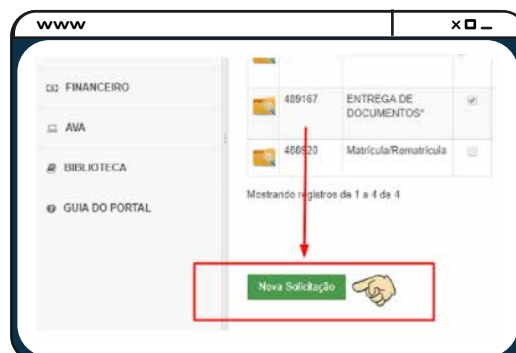 www
FINANCEIRO
AVA
BIBLIOTECA
GUIA DO PORTAL
489167 ENTREGA DE
DOCUMENTOS*
488920 Matrícula/Rematrícula
Mostrando registros de 1 a 4 de 4
Nova Solicitação